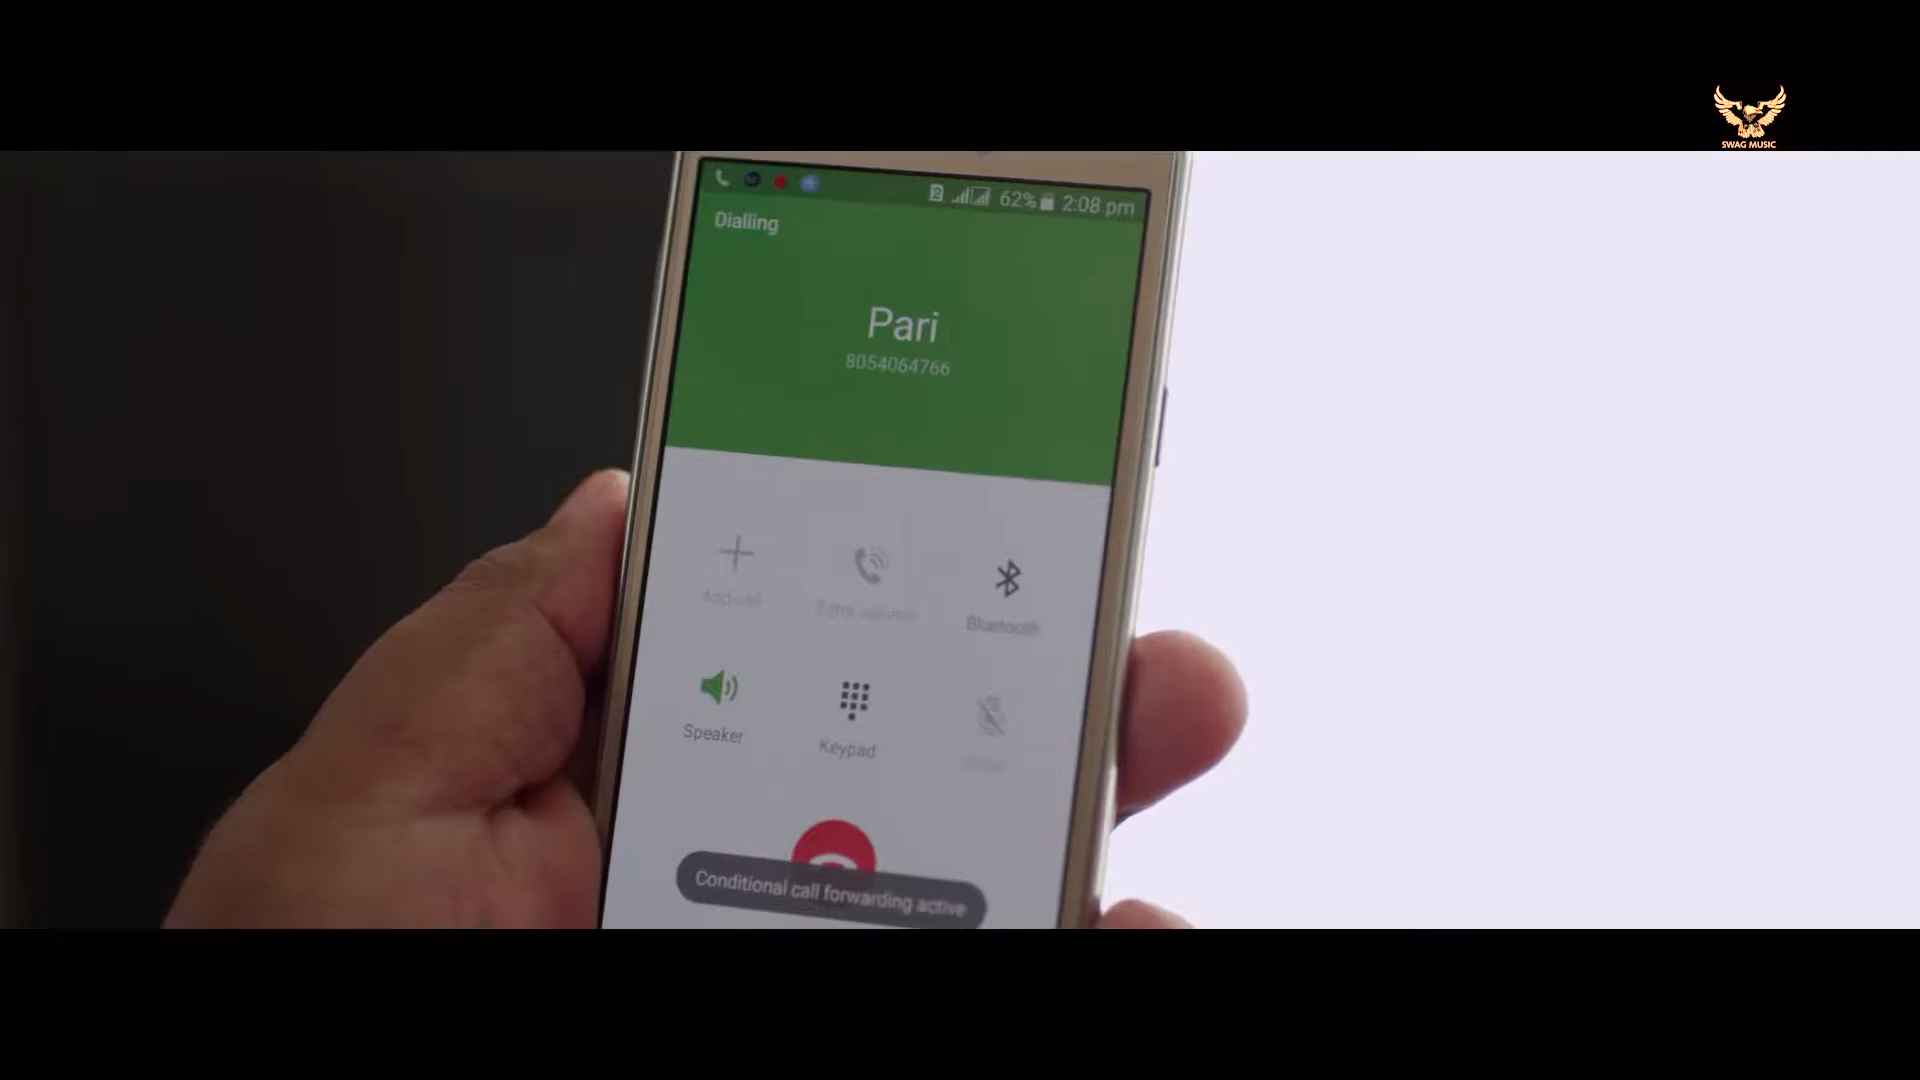 SWAG MUSIC
62% 2:08 pm
Dialling
Pari
8054064766
Add call
Extra volume
Bluetooth
Speaker
Keypad
Conditional call forwarding active